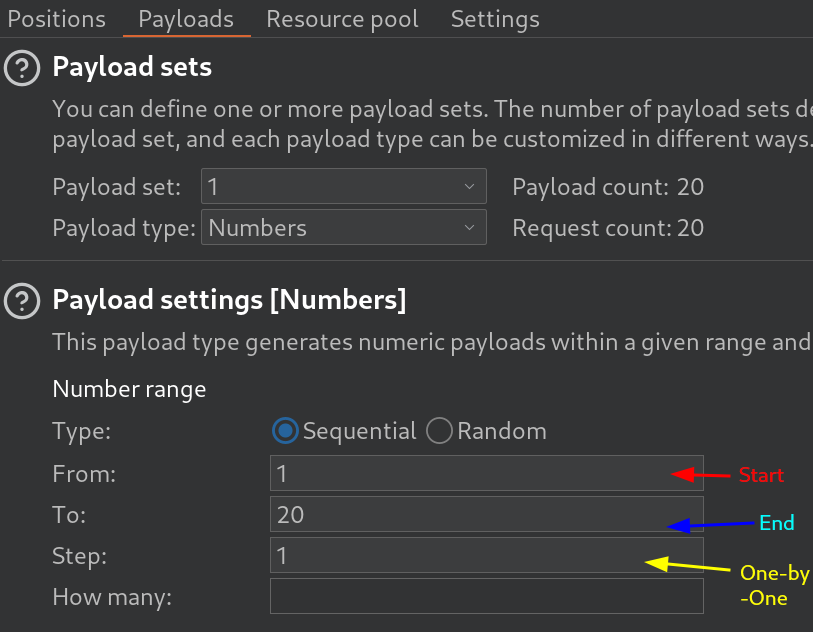 Positions Payloads Resource pool Settings
Payload sets
You can define one or more payload sets. The number of payload sets de
payload set, and each payload type can be customized in different ways.
Payload set: 1 Payload count: 20
Payload type: Numbers Request count: 20
Payload settings [Numbers]
This payload type generates numeric payloads within a given range and
Number range
Type: Sequential Random
From: 1 Start
To: 20 End
Step: 1 One-by
-One
How many: